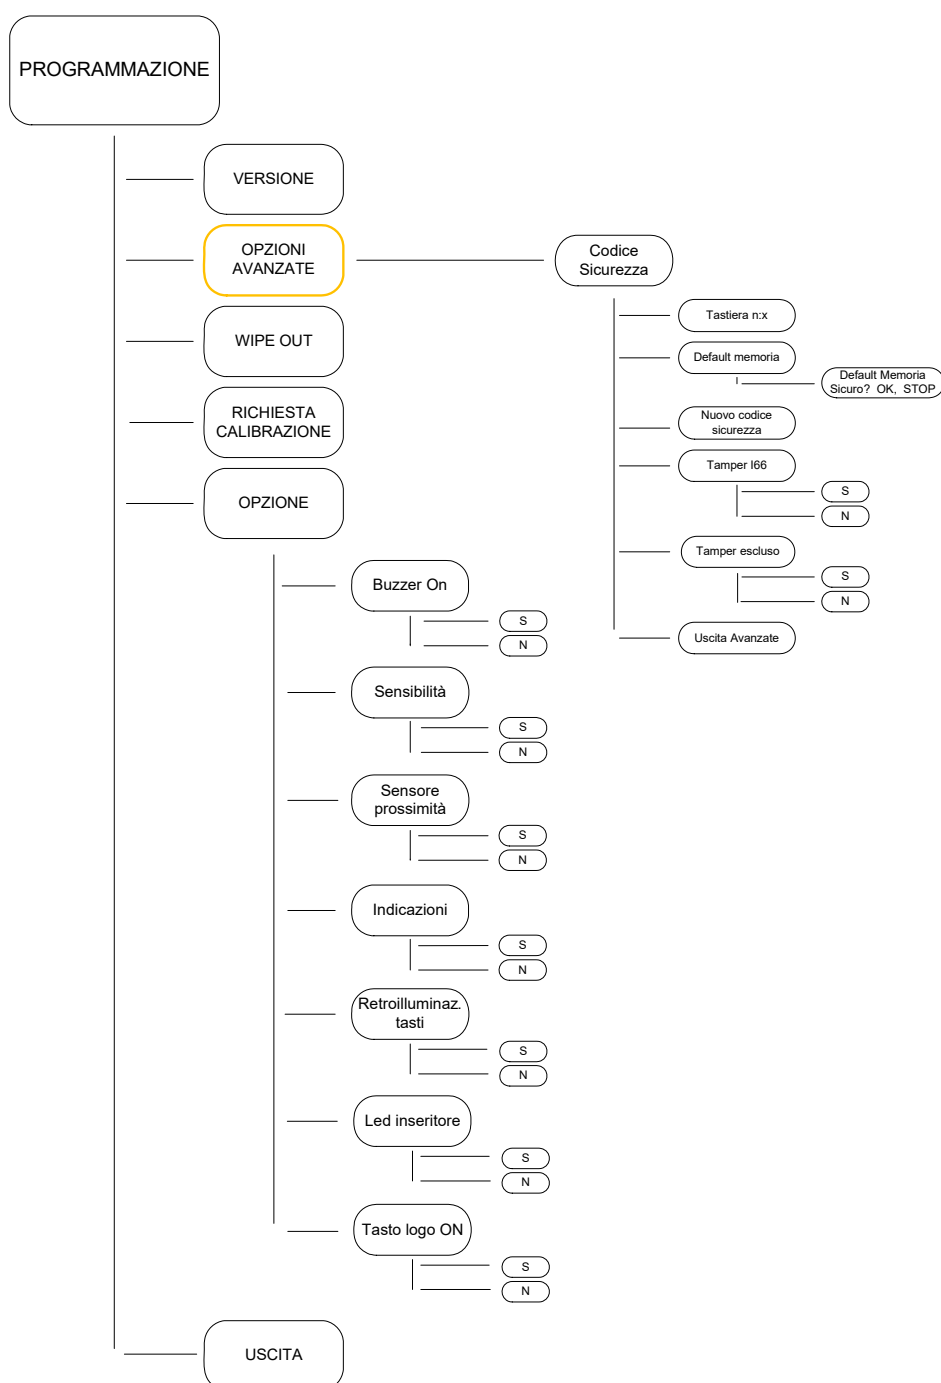 PROGRAMMAZIONE
VERSIONE
OPZIONI
AVANZATE
Codice
Sicurezza
Tastiera n:x
Default memoria
Default Memoria
Sicuro? OK, STOP
Nuovo codice
sicurezza
Tamper I66
S
N
Tamper escluso
S
N
Uscita Avanzate
WIPE OUT
RICHIESTA
CALIBRAZIONE
OPZIONE
Buzzer On
S
N
Sensibilità
S
N
Sensore
prossimità
S
N
Indicazioni
S
N
Retroilluminaz.
tasti
S
N
Led inseritore
S
N
Tasto logo ON
S
N
USCITA